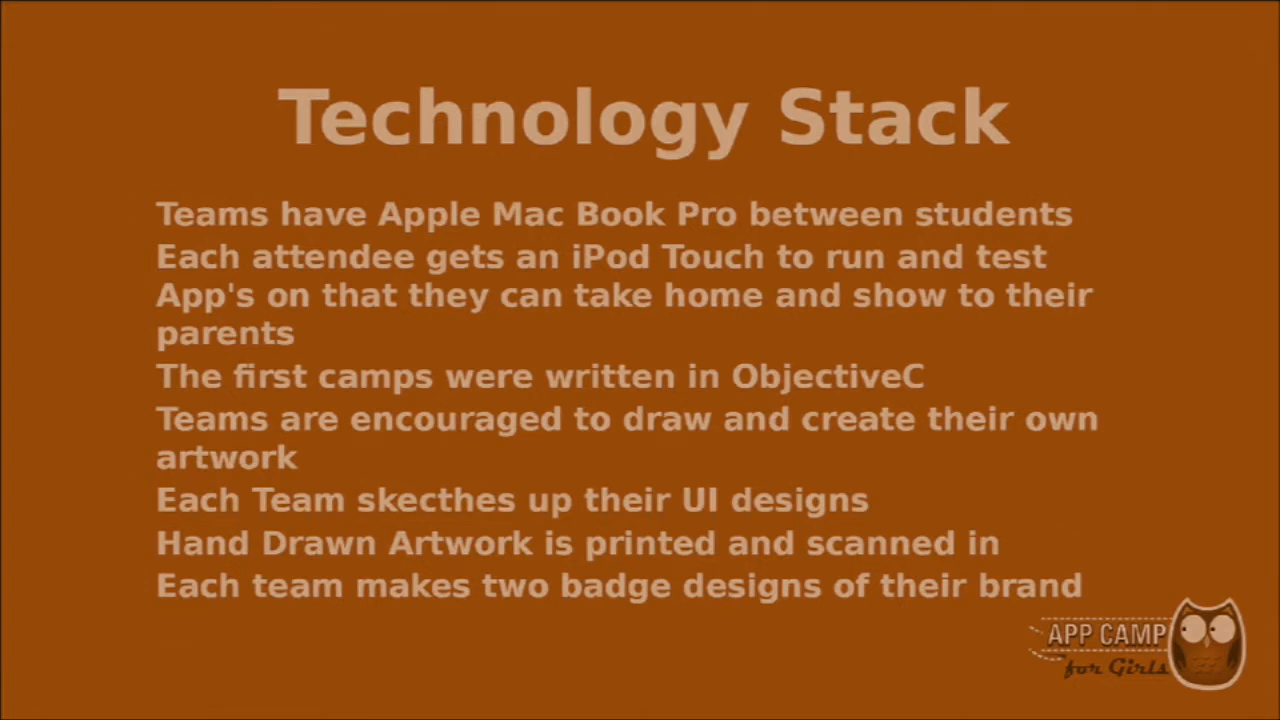 Technology Stack
Teams have Apple Mac Book Pro between students
Each attendee gets an iPod Touch to run and test
App's on that they can take home and show to their
parents
The first camps were written in ObjectiveC
Teams are encouraged to draw and create their own
artwork
Each Team skecthes up their UI designs
Hand Drawn Artwork is printed and scanned in
Each team makes two badge designs of their brand
APP CAMP
for Girls